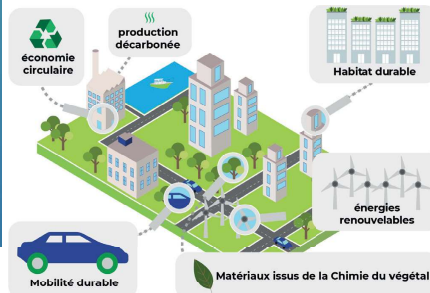 économie
circulaire
production
décarbonée
Habitat durable
énergies
renouvelables
Mobilité durable
Matériaux issus de la Chimie du végétal